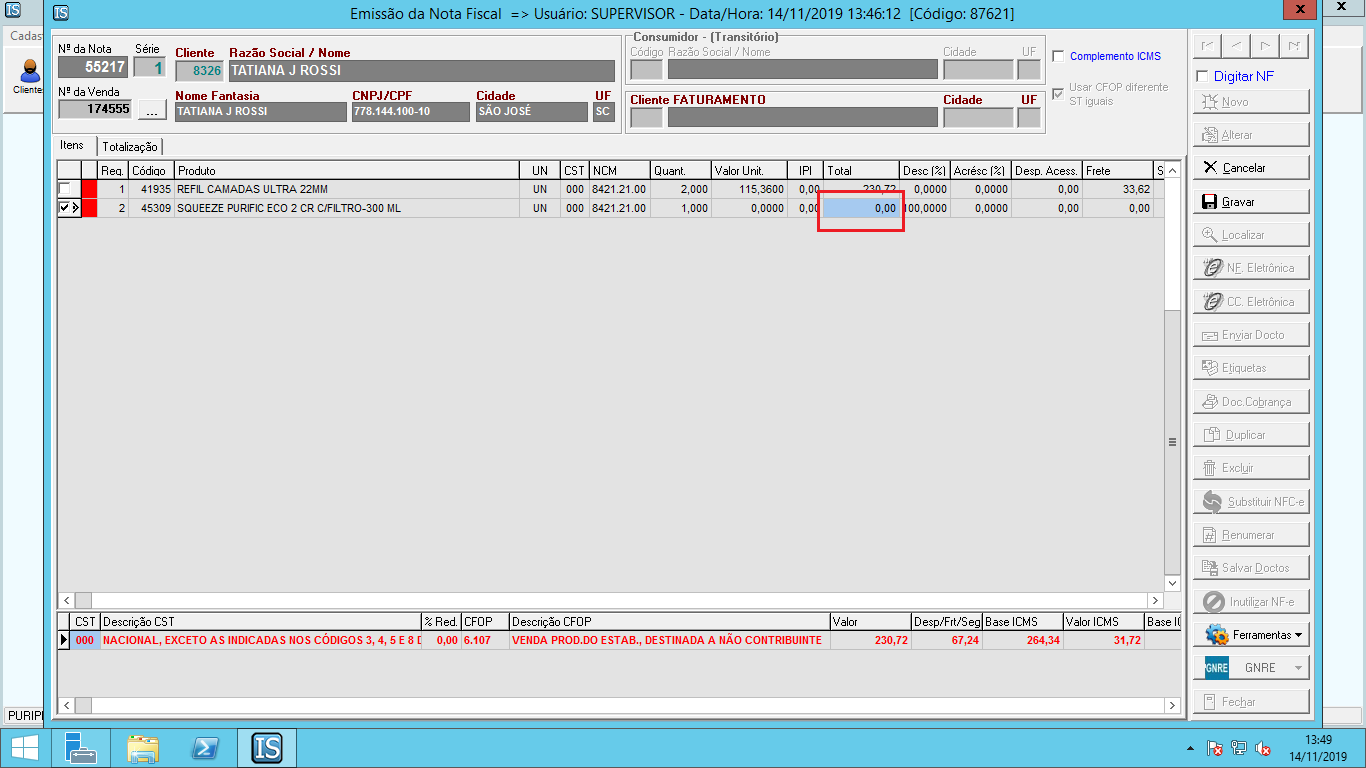 IS
IS Emissão da Nota Fiscal => Usuário: SUPERVISOR - Data/Hora: 14/11/2019 13:46:12 [Código: 87621] x
x
Cadas
Cliente:
Nº da Nota Série
55217 1
Nº da Venda
174555 ...
Cliente Razão Social / Nome
8326 TATIANA J ROSSI
Nome Fantasia CNPJ/CPF Cidade UF
TATIANA J ROSSI 778.144.100-10 SÃO JOSÉ SC
Consumidor - (Transitório)
Código Razão Social / Nome Cidade UF
Cliente FATURAMENTO Cidade UF
Complemento ICMS
Usar CFOP diferente
ST iguais
Itens Totalização
Req. Código Produto UN CST NCM Quant. Valor Unit. IPI Total Desc (%) Acrésc (%) Desp. Acess. Frete S
1 41935 REFIL CAMADAS ULTRA 22MM UN 000 8421.21.00 2,000 115,3600 0,00 230,72 0,0000 0,0000 0,00 33,62
2 45309 SQUEEZE PURIFIC ECO 2 CR C/FILTRO-300 ML UN 000 8421.21.00 1,000 0,0000 0,00 0,00 100,0000 0,0000 0,00 0,00
CST Descrição CST % Red. CFOP Descrição CFOP Valor Desp/Frt/Seg Base ICMS Valor ICMS Base IC
000 NACIONAL, EXCETO AS INDICADAS NOS CÓDIGOS 3, 4, 5 E 8 D 0,00 6.107 VENDA PROD.DO ESTAB., DESTINADA A NÃO CONTRIBUINTE 230,72 67,24 264,34 31,72
Digitar NF
Novo
Alterar
Cancelar
Gravar
Localizar
NF. Eletrônica
CC. Eletrônica
Enviar Docto
Etiquetas
Doc.Cobrança
Duplicar
Excluir
Substituir NFC-e
Renumerar
Salvar Doctos
Inutilizar NF-e
Ferramentas
GNRE GNRE
Fechar
PURIPI
IS
13:49
14/11/2019